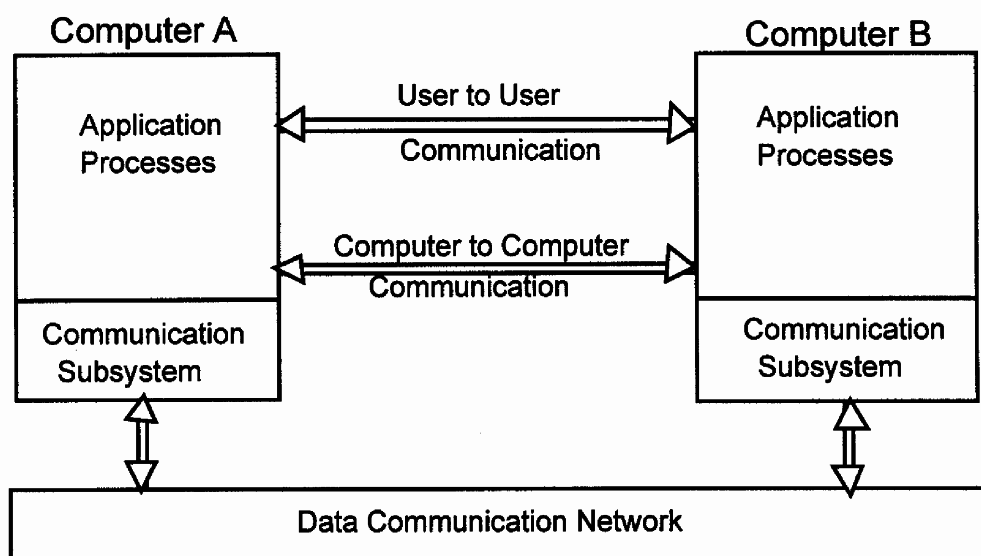 Computer A
Computer B
Application
Processes
User to User
Communication
Application
Processes
Computer to Computer
Communication
Communication
Subsystem
Communication
Subsystem
Data Communication Network